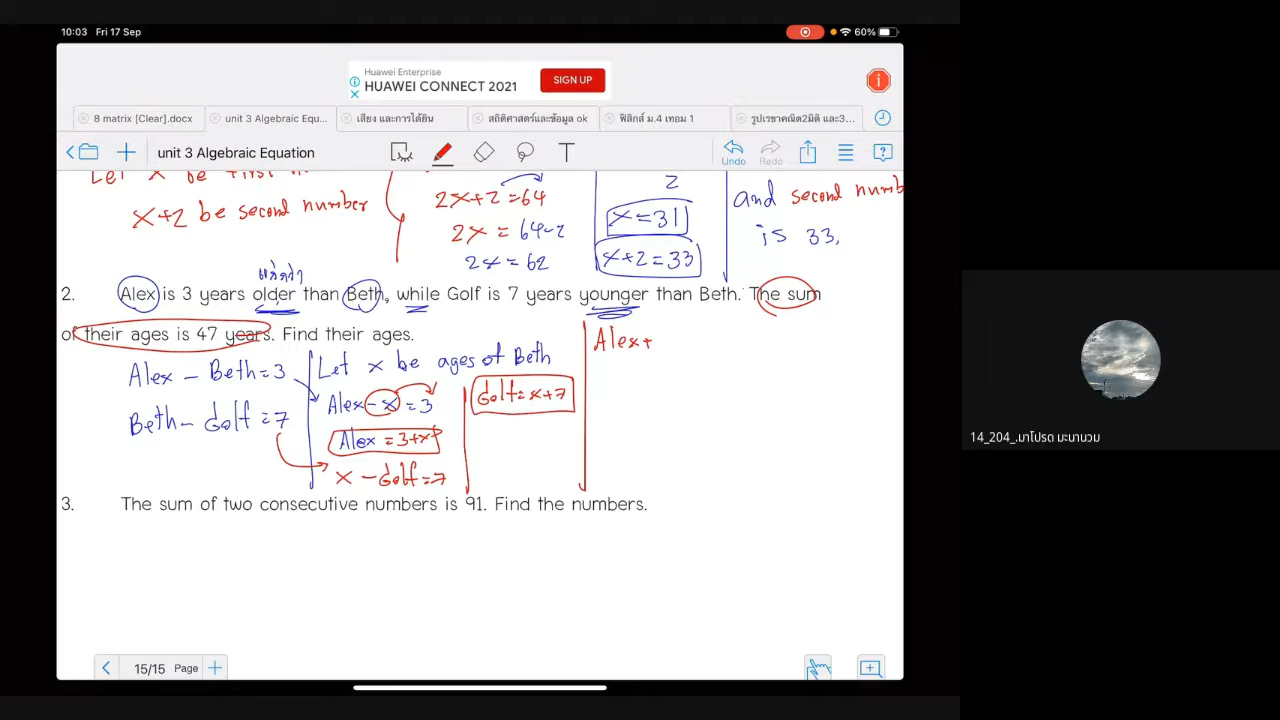 10:03 Fri 17 Sep
60%
Huawei Enterprise
HUAWEI CONNECT 2021
SIGN UP
8 matrix [Clear].docx
unit 3 Algebraic Equ...
เสียง และการได้ยิน
สถิติศาสตร์และข้อมูล ok
ฟิสิกส์ ม.4 เทอม 1
รูปเรขาคณิต2มิติ และ3...
unit 3 Algebraic Equation
Undo
Redo
Let x be first
x+2 be second number
2x+2 = 64
2x = 64-2
2x = 62
2
x = 31
x+2 = 33
and second numb
is 33.
2. Alex is 3 years older than Beth, while Golf is 7 years younger than Beth. The sum
of their ages is 47 years. Find their ages.
Alex - Beth = 3
Beth - Golf = 7
Let x be ages of Beth
Alex - x = 3
Alex = 3+x
x - Golf = 7
Golf = x+7
Alex+
3. The sum of two consecutive numbers is 91. Find the numbers.
15/15 Page
14_204_.มาโปรด มะนานวม